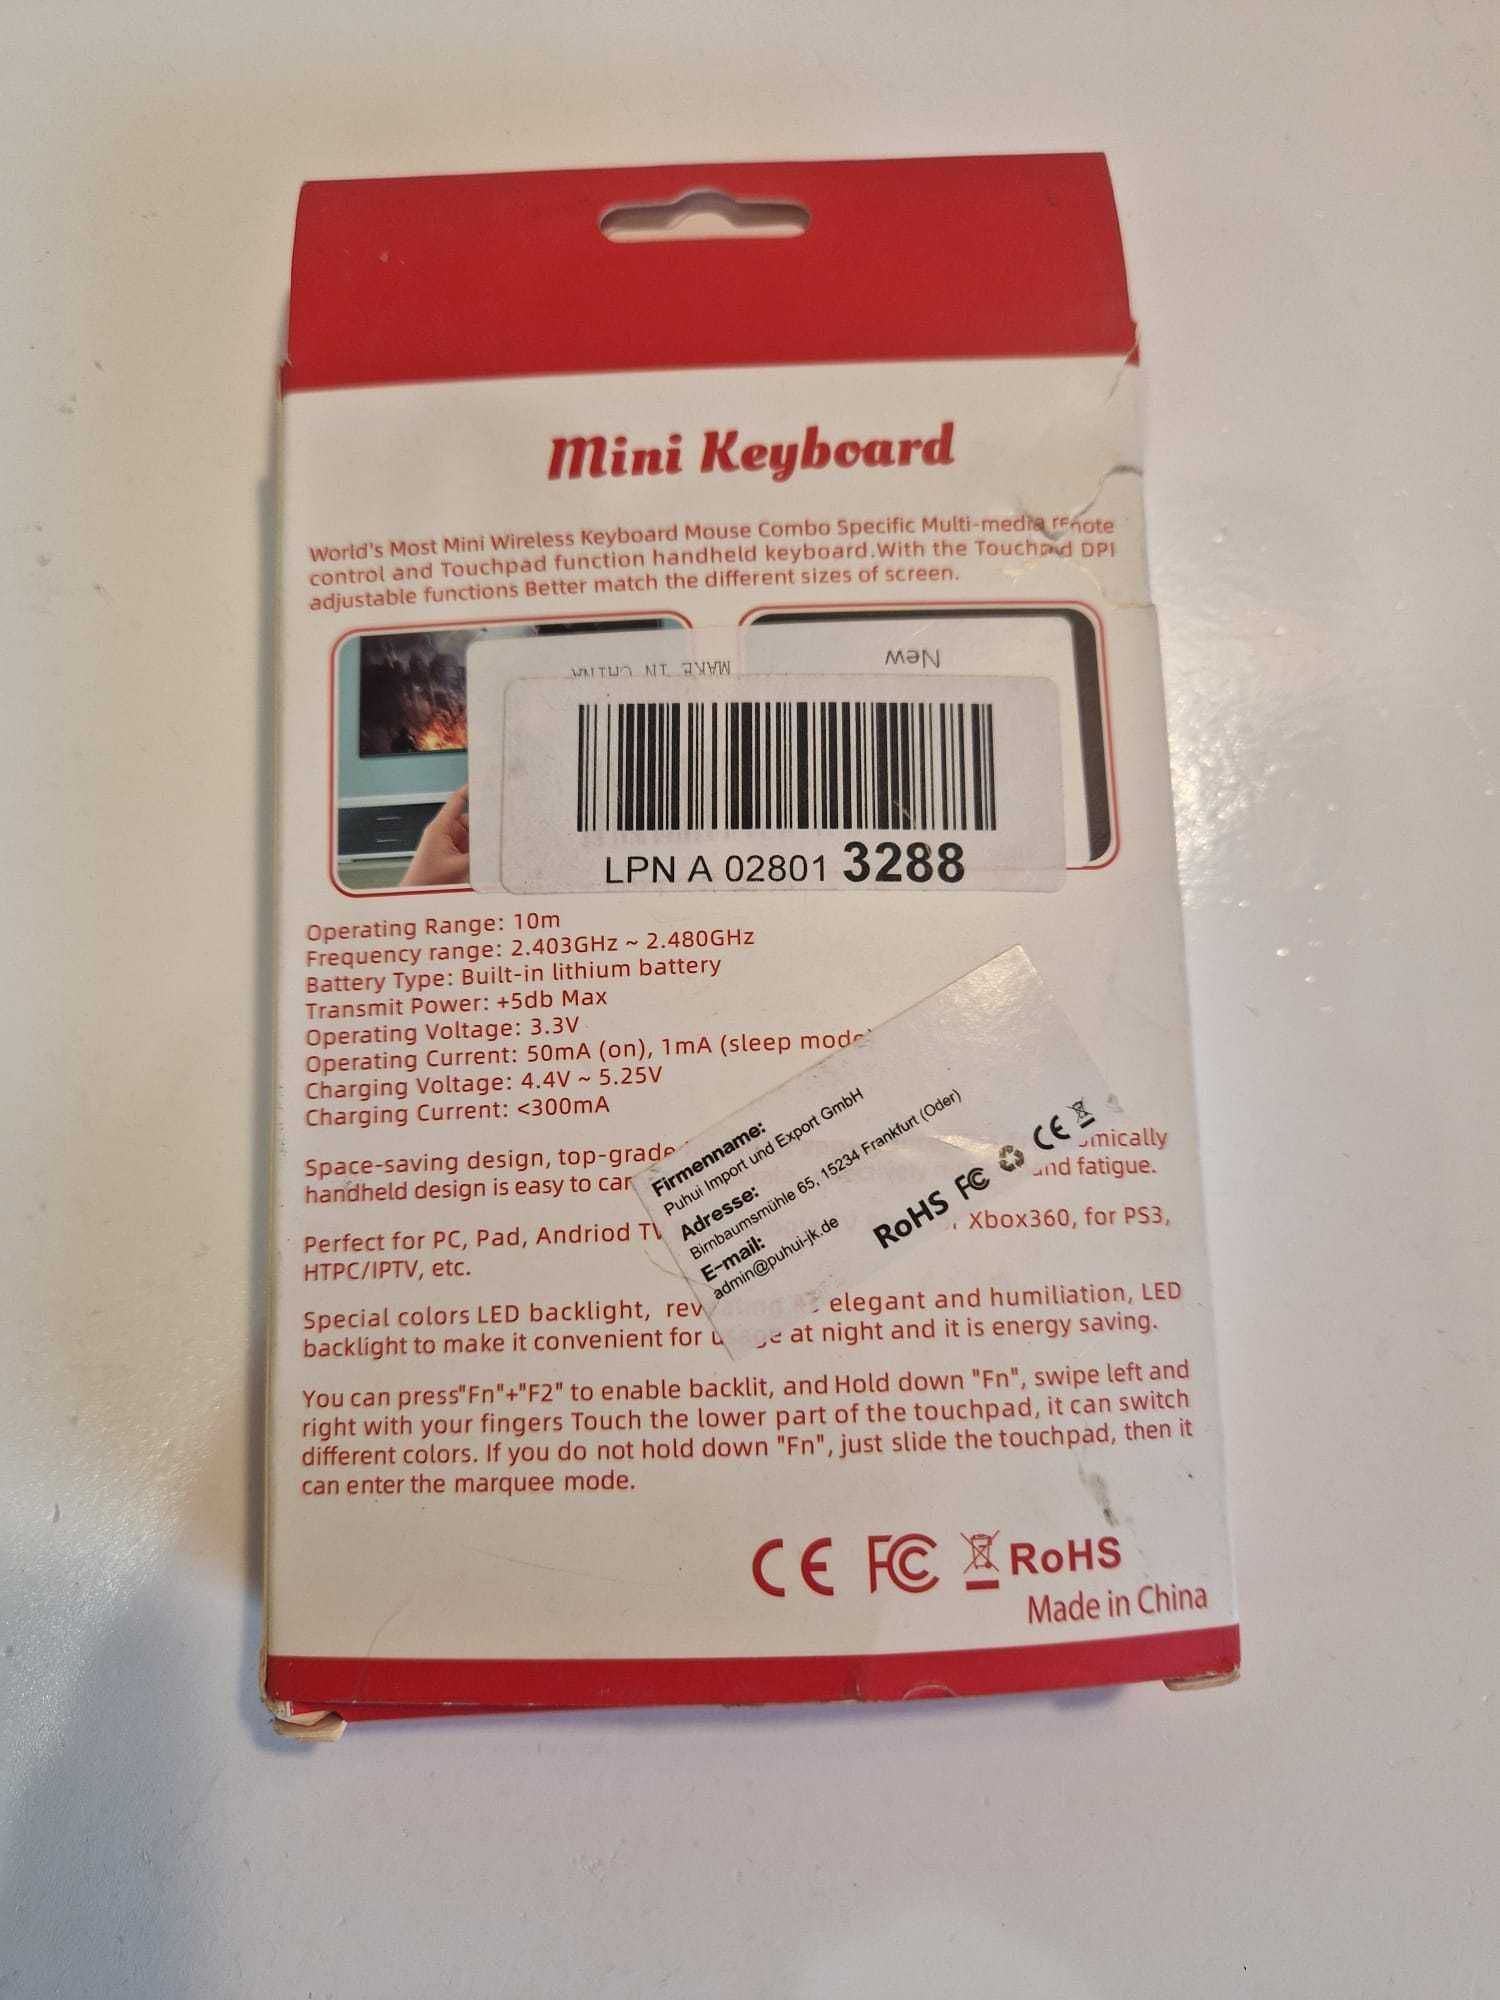 Mini Keyboard
World's Most Mini Wireless Keyboard Mouse Combo Specific Multi-media remote
control and Touchpad function handheld keyboard.With the Touchpad DPI
adjustable functions Better match the different sizes of screen.
MAKE IN CHINA
New
LPN A 02801 3288
Operating Range: 10m
Frequency range: 2.403GHz ~ 2.480GHz
Battery Type: Built-in lithium battery
Transmit Power: +5db Max
Operating Voltage: 3.3V
Operating Current: 50mA (on), 1mA (sleep mode)
Charging Voltage: 4.4V ~ 5.25V
Charging Current: <300mA
Firmenname:
Puhui Import und Export GmbH
Adresse:
Birnbaumsmühle 65, 15234 Frankfurt (Oder)
E-mail:
admin@puhui-jk.de
RoHS FC CE
Space-saving design, top-grade
handheld design is easy to and fatigue.
Perfect for PC, Pad, Andriod Xbox360, for PS3,
HTPC/IPTV, etc.
Special colors LED backlight, elegant and humiliation, LED
backlight to make it convenient for usage at night and it is energy saving.
You can press"Fn"+"F2" to enable backlit, and Hold down "Fn", swipe left and
right with your fingers Touch the lower part of the touchpad, it can switch
different colors. If you do not hold down "Fn", just slide the touchpad, then it
can enter the marquee mode.
CE FC RoHS
Made in China